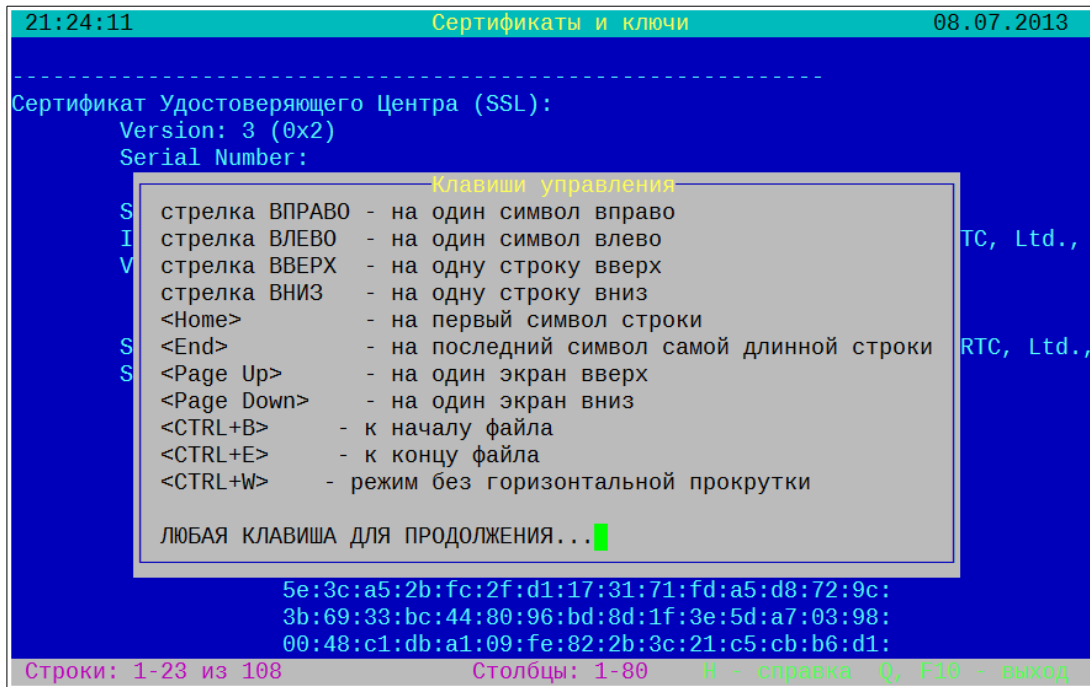 21:24:11 Сертификаты и ключи 08.07.2013
------------------------------------------------------------
Сертификат Удостоверяющего Центра (SSL):
Version: 3 (0x2)
Serial Number:
Клавиши управления
S стрелка ВПРАВО - на один символ вправо
I стрелка ВЛЕВО - на один символ влево TC, Ltd.,
V стрелка ВВЕРХ - на одну строку вверх
стрелка ВНИЗ - на одну строку вниз
<Home> - на первый символ строки
S <End> - на последний символ самой длинной строки RTC, Ltd.,
S <Page Up> - на один экран вверх
<Page Down> - на один экран вниз
<CTRL+B> - к началу файла
<CTRL+E> - к концу файла
<CTRL+W> - режим без горизонтальной прокрутки
ЛЮБАЯ КЛАВИША ДЛЯ ПРОДОЛЖЕНИЯ...
5e:3c:a5:2b:fc:2f:d1:17:31:71:fd:a5:d8:72:9c:
3b:69:33:bc:44:80:96:bd:8d:1f:3e:5d:a7:03:98:
00:48:c1:db:a1:09:fe:82:2b:3c:21:c5:cb:b6:d1:
Строки: 1-23 из 108 Столбцы: 1-80 H - справка Q, F10 - выход